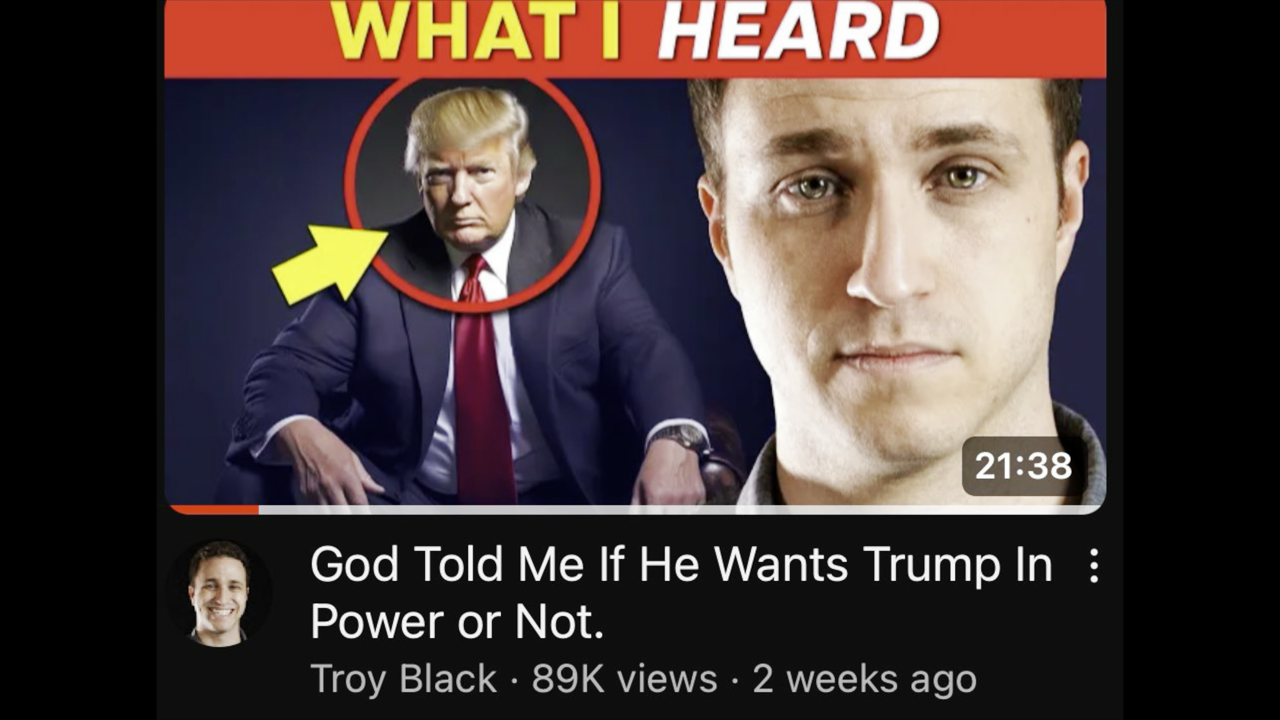 WHAT I HEARD
21:38
God Told Me If He Wants Trump In
Power or Not.
Troy Black · 89K views · 2 weeks ago